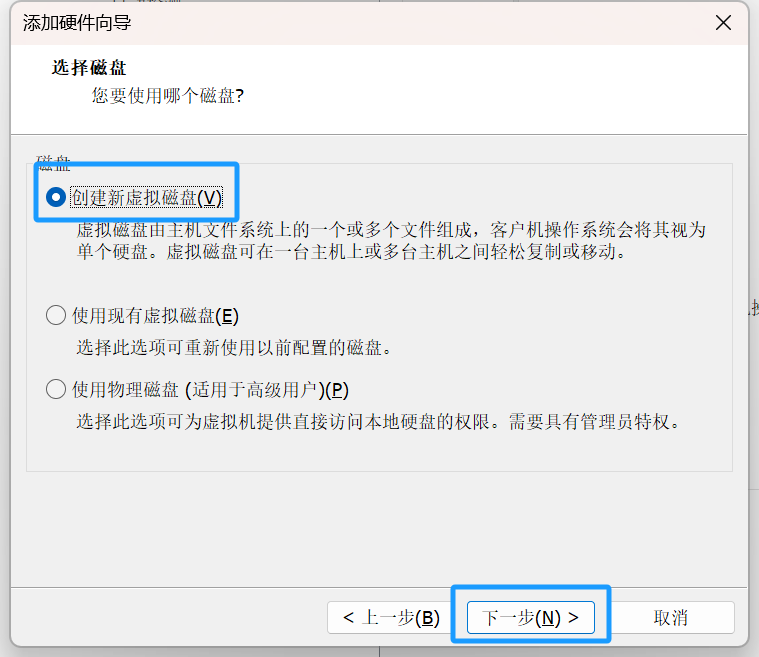 添加硬件向导
选择磁盘
您要使用哪个磁盘?
磁盘
创建新虚拟磁盘(V)
虚拟磁盘由主机文件系统上的一个或多个文件组成，客户机操作系统会将其视为
单个硬盘。虚拟磁盘可在一台主机上或多台主机之间轻松复制或移动。
使用现有虚拟磁盘(E)
选择此选项可重新使用以前配置的磁盘。
使用物理磁盘 (适用于高级用户)(P)
选择此选项可为虚拟机提供直接访问本地硬盘的权限。需要具有管理员特权。
< 上一步(B) 下一步(N) > 取消